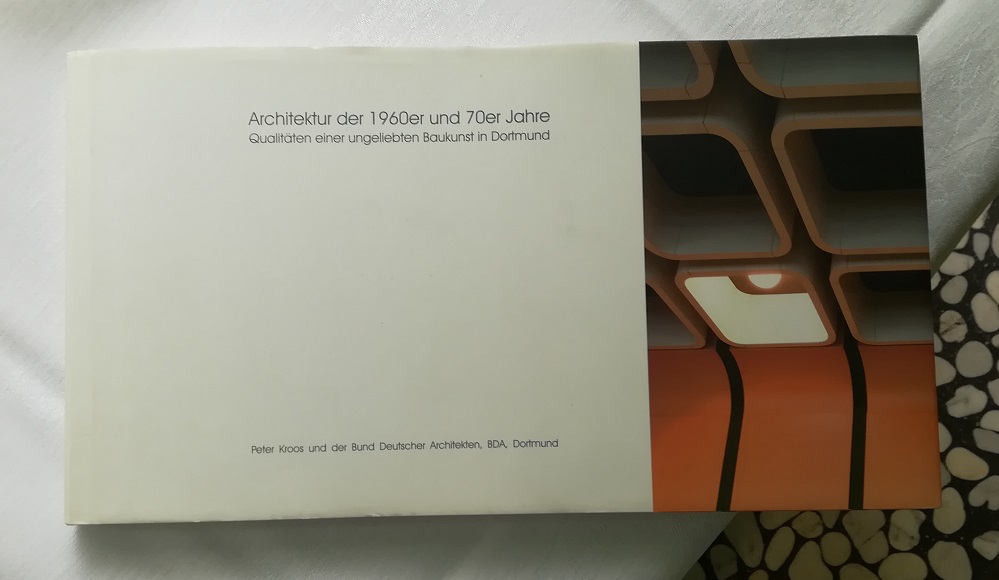 Architektur der 1960er und 70er Jahre
Qualitäten einer ungeliebten Baukunst in Dortmund
Peter Kroos und der Bund Deutscher Architekten, BDA, Dortmund